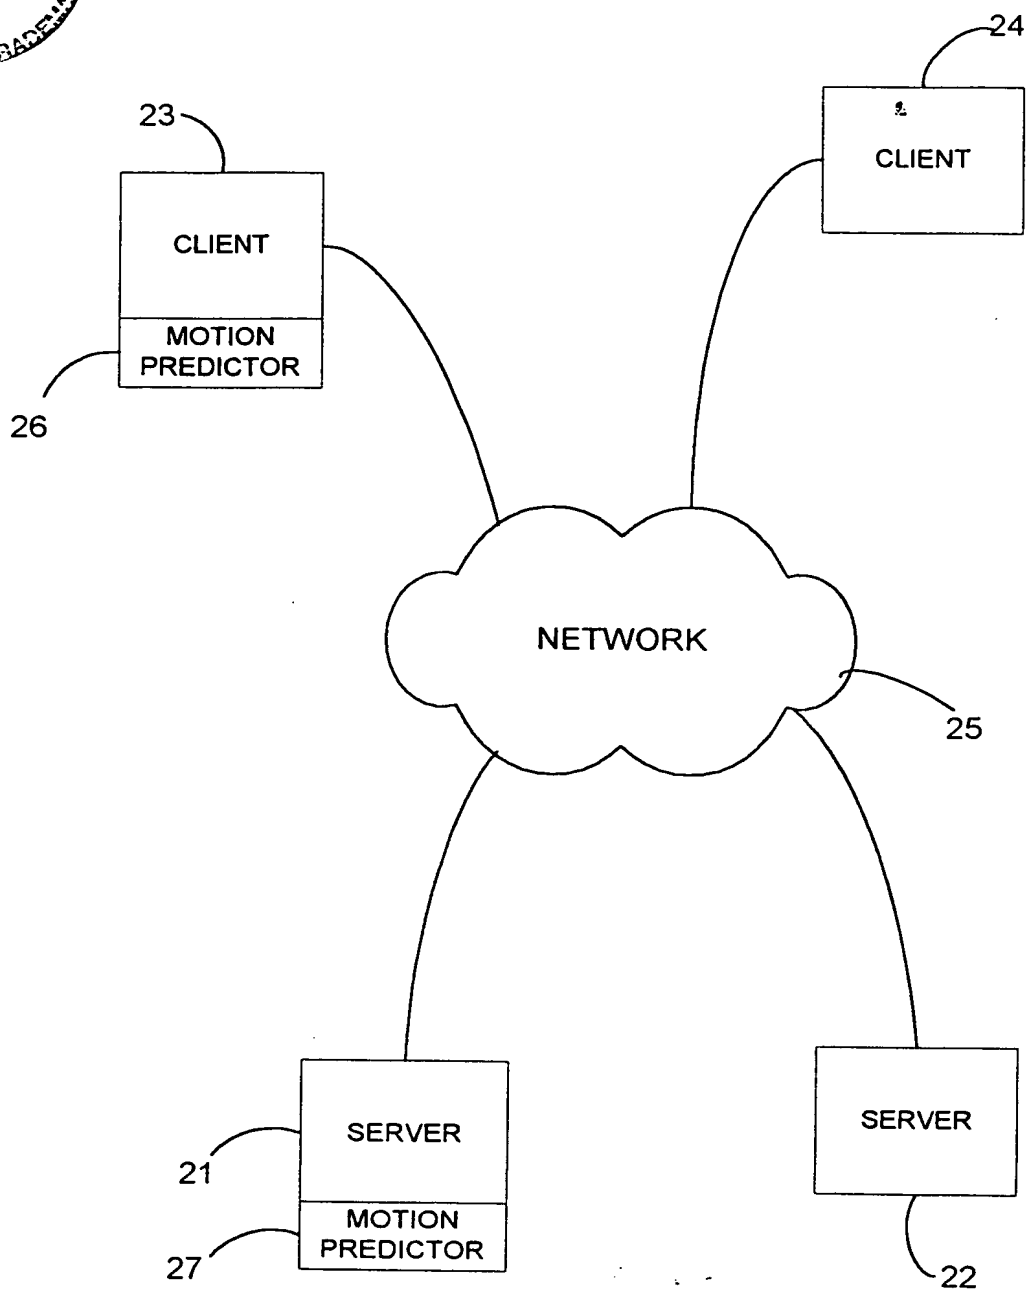 24
23
CLIENT
CLIENT
MOTION
PREDICTOR
26
NETWORK
25
SERVER
SERVER
21
MOTION
PREDICTOR
27
22